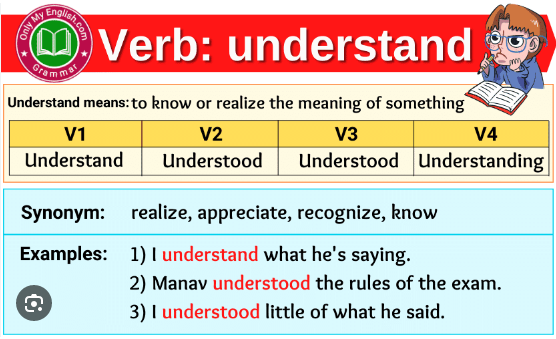 Only My English.com
Grammar
Verb: understand
Understand means: to know or realize the meaning of something
V1 V2 V3 V4
Understand Understood Understood Understanding
Synonym: realize, appreciate, recognize, know
Examples: 1) I understand what he's saying.
2) Manav understood the rules of the exam.
3) I understood little of what he said.